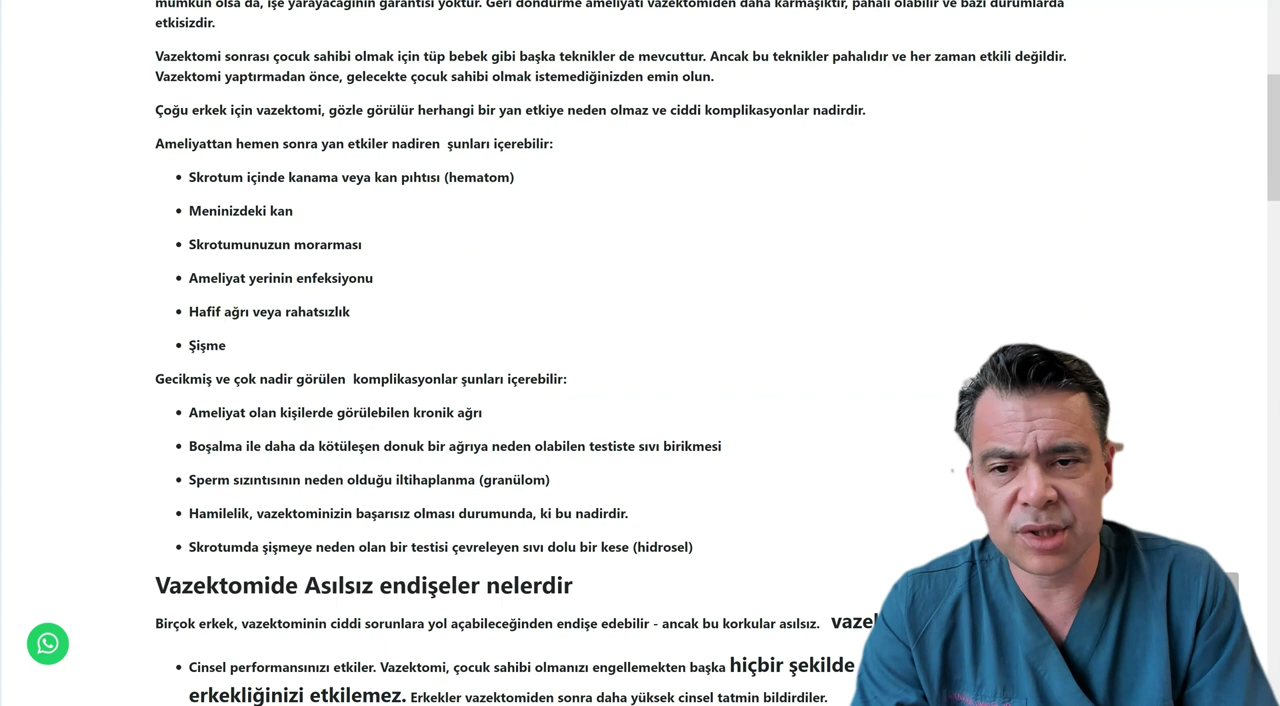 mümkün olsa da, işe yarayacağının garantisi yoktur. Geri döndürme ameliyatı vazektomiden daha karmaşıktır, pahalı olabilir ve bazı durumlarda
etkisizdir.
Vazektomi sonrası çocuk sahibi olmak için tüp bebek gibi başka teknikler de mevcuttur. Ancak bu teknikler pahalıdır ve her zaman etkili değildir.
Vazektomi yaptırmadan önce, gelecekte çocuk sahibi olmak istemediğinizden emin olun.
Çoğu erkek için vazektomi, gözle görülür herhangi bir yan etkiye neden olmaz ve ciddi komplikasyonlar nadirdir.
Ameliyattan hemen sonra yan etkiler nadiren şunları içerebilir:
• Skrotum içinde kanama veya kan pıhtısı (hematom)
• Meninizdeki kan
• Skrotumunuzun morarması
• Ameliyat yerinin enfeksiyonu
• Hafif ağrı veya rahatsızlık
• Şişme
Gecikmiş ve çok nadir görülen komplikasyonlar şunları içerebilir:
• Ameliyat olan kişilerde görülebilen kronik ağrı
• Boşalma ile daha da kötüleşen donuk bir ağrıya neden olabilen testiste sıvı birikmesi
• Sperm sızıntısının neden olduğu iltihaplanma (granülom)
• Hamilelik, vazektominizin başarısız olması durumunda, ki bu nadirdir.
• Skrotumda şişmeye neden olan bir testisi çevreleyen sıvı dolu bir kese (hidrosel)
Vazektomide Asılsız endişeler nelerdir
Birçok erkek, vazektominin ciddi sorunlara yol açabileceğinden endişe edebilir - ancak bu korkular asılsız.
• Cinsel performansınızı etkiler. Vazektomi, çocuk sahibi olmanızı engellemekten başka hiçbir şekilde
erkekliğinizi etkilemez. Erkekler vazektomiden sonra daha yüksek cinsel tatmin bildirdiler.